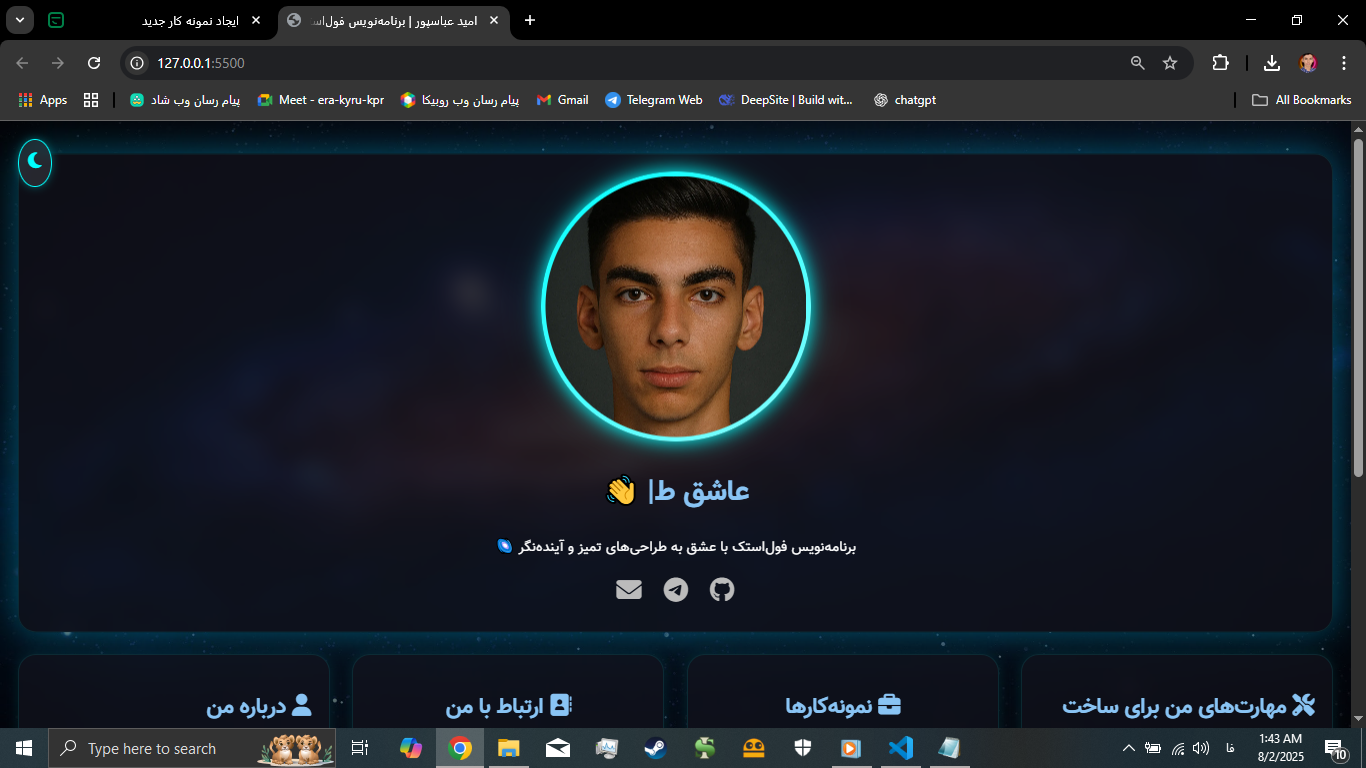 ایجاد نمونه کار جدید
امید عباسپور | برنامه‌نویس فول‌است
127.0.0.1:5500
Apps
پیام رسان وب شاد
Meet - era-kyru-kpr
پیام رسان وب روبیکا
Gmail
Telegram Web
DeepSite | Build wit...
chatgpt
All Bookmarks
عاشق ط| 👋
برنامه‌نویس فول‌استک با عشق به طراحی‌های تمیز و آینده‌نگر
مهارت‌های من برای ساخت
نمونه‌کارها
ارتباط با من
درباره من
Type here to search
فا
1:43 AM
8/2/2025
10